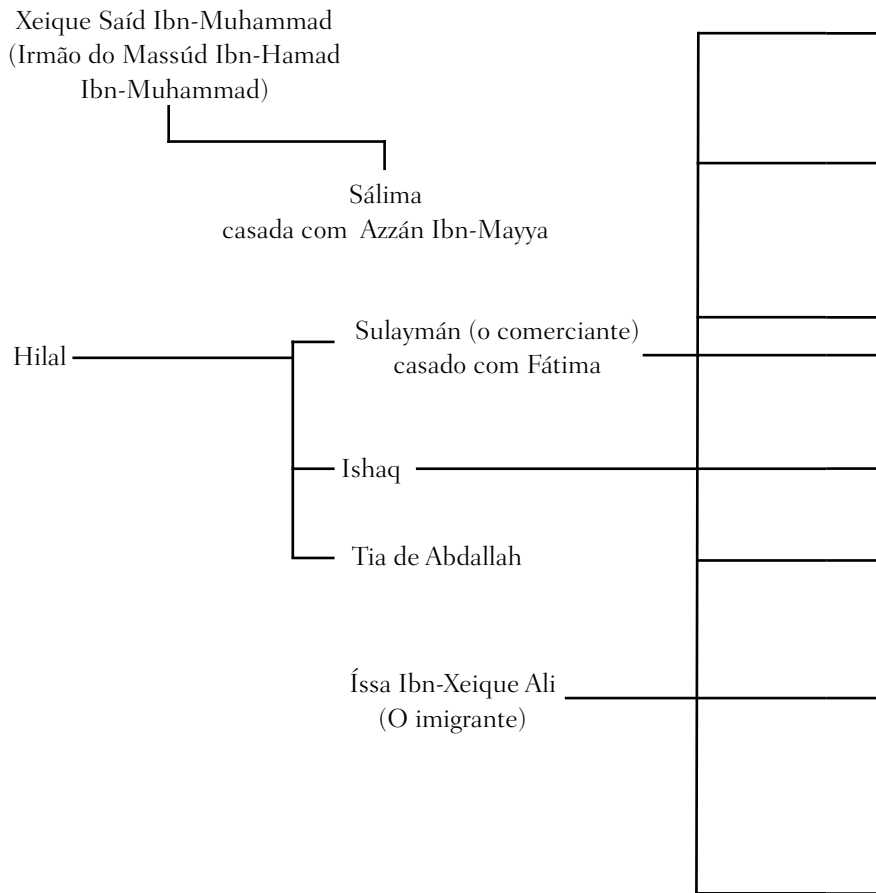 Xeique Saíd Ibn-Muhammad
(Irmão do Massúd Ibn-Hamad
Ibn-Muhammad)
Sálima
casada com Azzán Ibn-Mayya
Sulaymán (o comerciante)
casado com Fátima
Hilal
Ishaq
Tia de Abdallah
Íssa Ibn-Xeique Ali
(O imigrante)